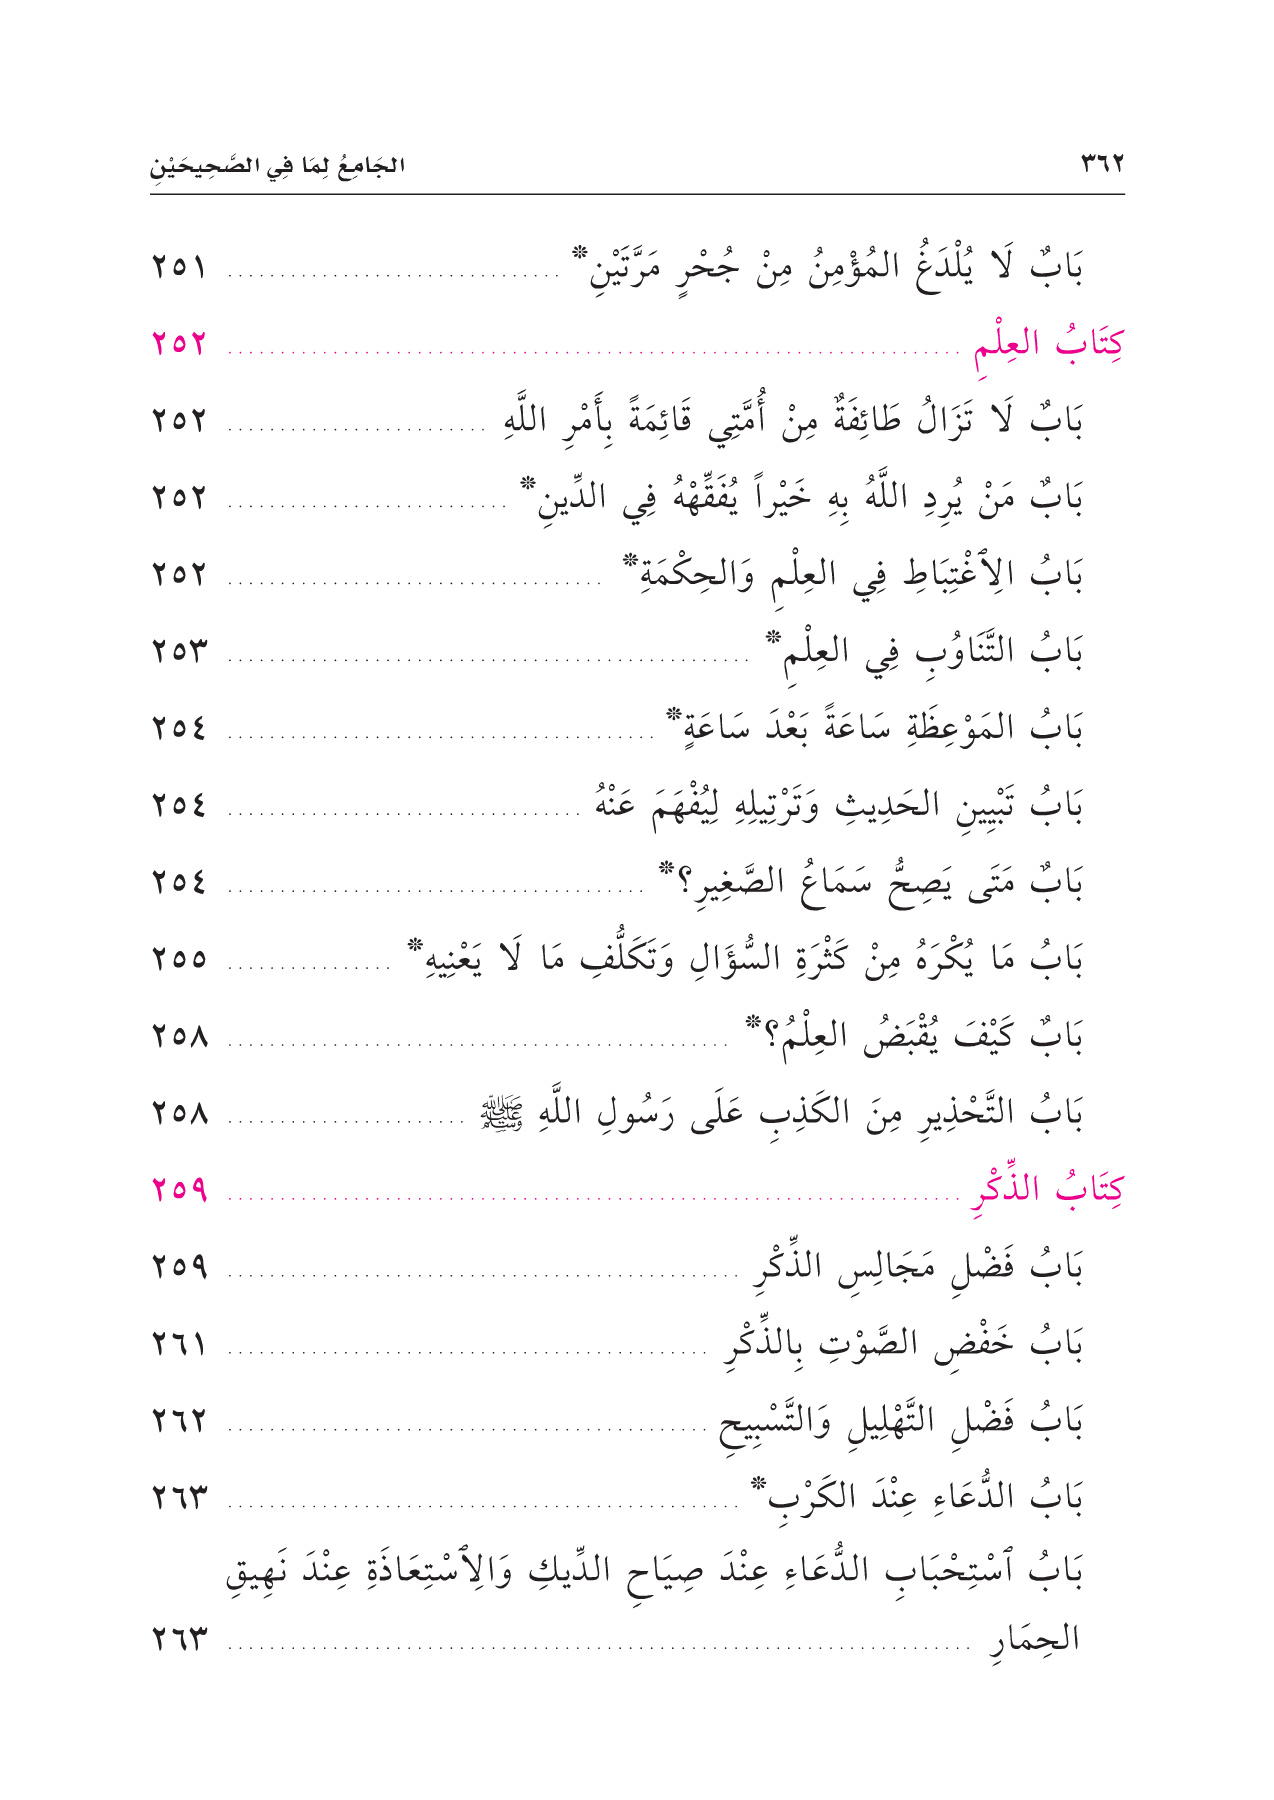 ٣٦٢ الجَامِعُ لِمَا فِي الصَّحِيحَيْنِ
بَابٌ لَا يُلْدَغُ المُؤْمِنُ مِنْ جُحْرٍ مَرَّتَيْنِ* ................................ ٢٥١
كِتَابُ العِلْمِ ................................ ٢٥٢
بَابٌ لَا تَزَالُ طَائِفَةٌ مِنْ أُمَّتِي قَائِمَةً بِأَمْرِ اللَّهِ ................................ ٢٥٢
بَابٌ مَنْ يُرِدِ اللَّهُ بِهِ خَيْراً يُفَقِّهْهُ فِي الدِّينِ* ................................ ٢٥٢
بَابُ الِٱغْتِبَاطِ فِي العِلْمِ وَالحِكْمَةِ* ................................ ٢٥٢
بَابُ التَّنَاوُبِ فِي العِلْمِ* ................................ ٢٥٣
بَابُ المَوْعِظَةِ سَاعَةً بَعْدَ سَاعَةٍ* ................................ ٢٥٤
بَابُ تَبْيِينِ الحَدِيثِ وَتَرْتِيلِهِ لِيُفْهَمَ عَنْهُ ................................ ٢٥٤
بَابٌ مَتَى يَصِحُّ سَمَاعُ الصَّغِيرِ؟* ................................ ٢٥٤
بَابُ مَا يُكْرَهُ مِنْ كَثْرَةِ السُّؤَالِ وَتَكَلُّفِ مَا لَا يَعْنِيهِ* ................................ ٢٥٥
بَابٌ كَيْفَ يُقْبَضُ العِلْمُ؟* ................................ ٢٥٨
بَابُ التَّحْذِيرِ مِنَ الكَذِبِ عَلَى رَسُولِ اللَّهِ ﷺ ................................ ٢٥٨
كِتَابُ الذِّكْرِ ................................ ٢٥٩
بَابُ فَضْلِ مَجَالِسِ الذِّكْرِ ................................ ٢٥٩
بَابُ خَفْضِ الصَّوْتِ بِالذِّكْرِ ................................ ٢٦١
بَابُ فَضْلِ التَّهْلِيلِ وَالتَّسْبِيحِ ................................ ٢٦٢
بَابُ الدُّعَاءِ عِنْدَ الكَرْبِ* ................................ ٢٦٣
بَابُ ٱسْتِحْبَابِ الدُّعَاءِ عِنْدَ صِيَاحِ الدِّيكِ وَالِٱسْتِعَاذَةِ عِنْدَ نَهِيقِ
الحِمَارِ ................................ ٢٦٣